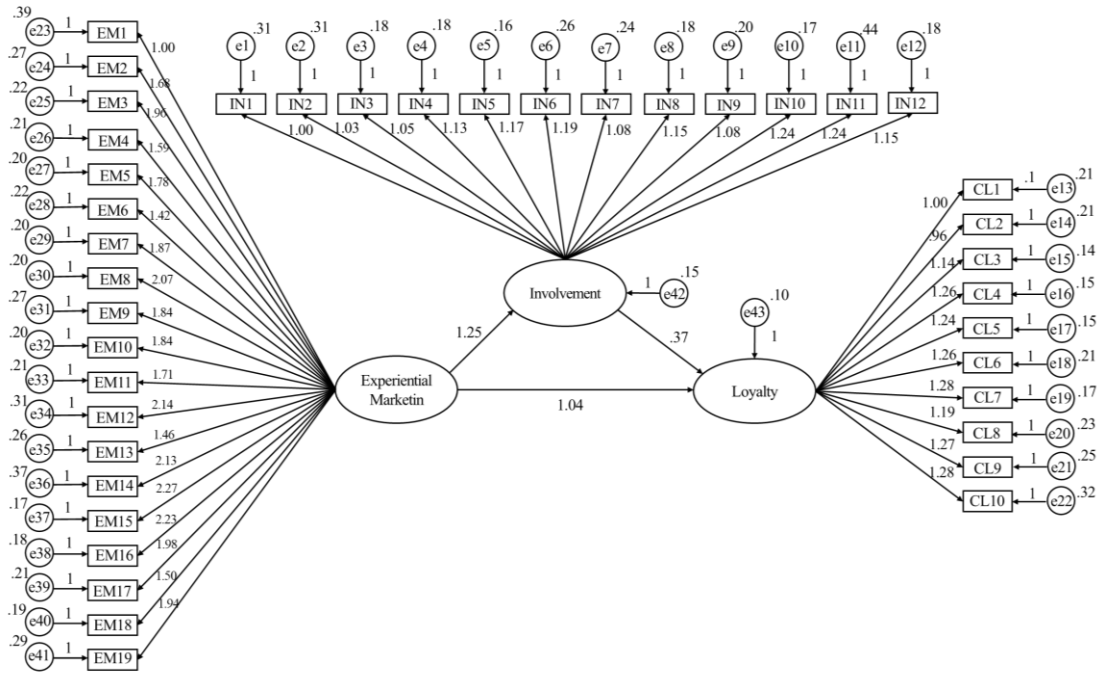 .39 e23 1 EM1 1.00
.27 e24 1 EM2 1.68
.22 e25 1 EM3 1.96
.21 e26 1 EM4 1.59
.20 e27 1 EM5 1.78
.22 e28 1 EM6 1.42
.20 e29 1 EM7 1.87
.20 e30 1 EM8 2.07
.27 e31 1 EM9 1.84
.20 e32 1 EM10 1.84
.21 e33 1 EM11 1.71
.31 e34 1 EM12 2.14
.26 e35 1 EM13 1.46
.37 e36 1 EM14 2.13
.17 e37 1 EM15 2.27
.18 e38 1 EM16 2.23
.21 e39 1 EM17 1.98
.19 e40 1 EM18 1.50
.29 e41 1 EM19 1.94
.31 .31 .18 .18 .16 .26 .24 .18 .20 .17 .44 .18
e1 e2 e3 e4 e5 e6 e7 e8 e9 e10 e11 e12
1 1 1 1 1 1 1 1 1 1 1 1
IN1 IN2 IN3 IN4 IN5 IN6 IN7 IN8 IN9 IN10 IN11 IN12
1.00 1.03 1.05 1.13 1.17 1.19 1.08 1.15 1.08 1.24 1.24 1.15
Involvement 1 e42 .15
1.25
.37
e43 .10
1
Experiential
Marketin
1.04
Loyalty
1.00 CL1 .1 e13 .21
.96 CL2 1 e14 .21
1.14 CL3 1 e15 .14
1.26 CL4 1 e16 .15
1.24 CL5 1 e17 .15
1.26 CL6 1 e18 .21
1.28 CL7 1 e19 .17
1.19 CL8 1 e20 .23
1.27 CL9 1 e21 .25
1.28 CL10 1 e22 .32